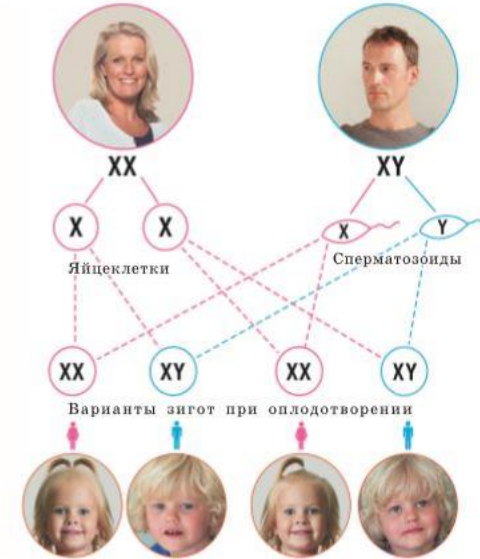 XX XY
X X X Y
Яйцеклетки Сперматозоиды
XX XY XX XY
Варианты зигот при оплодотворении